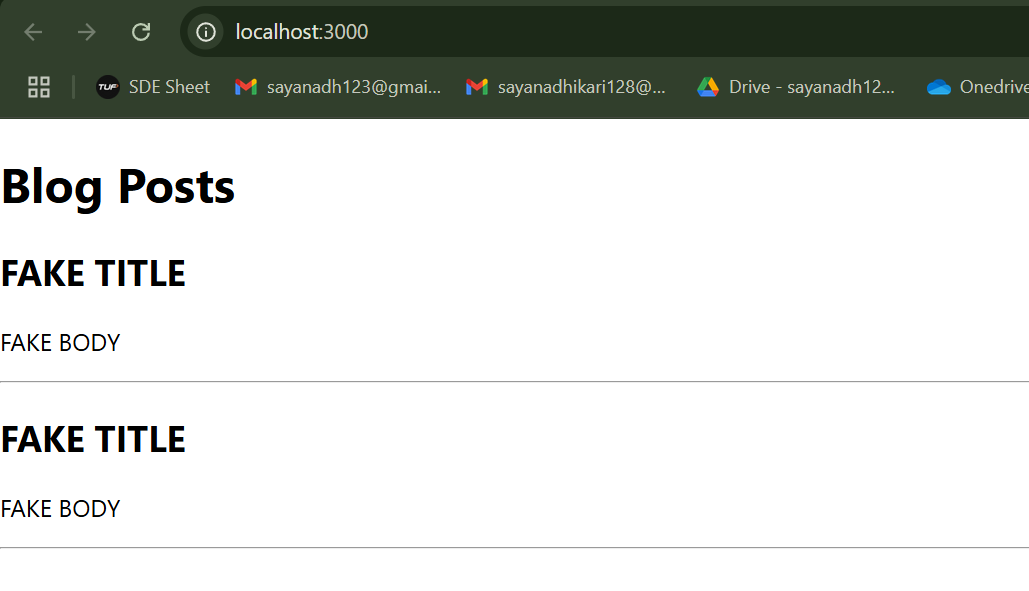 localhost:3000
TUF SDE Sheet sayanadh123@gmai... sayanadhikari128@... Drive - sayanadh12... Onedrive
Blog Posts
FAKE TITLE
FAKE BODY
FAKE TITLE
FAKE BODY